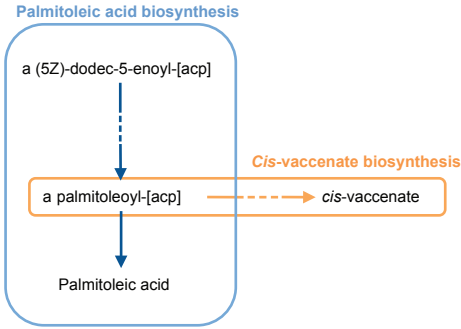 Palmitoleic acid biosynthesis
a (5Z)-dodec-5-enoyl-[acp]
Cis-vaccenate biosynthesis
a palmitoleoyl-[acp]
cis-vaccenate
Palmitoleic acid